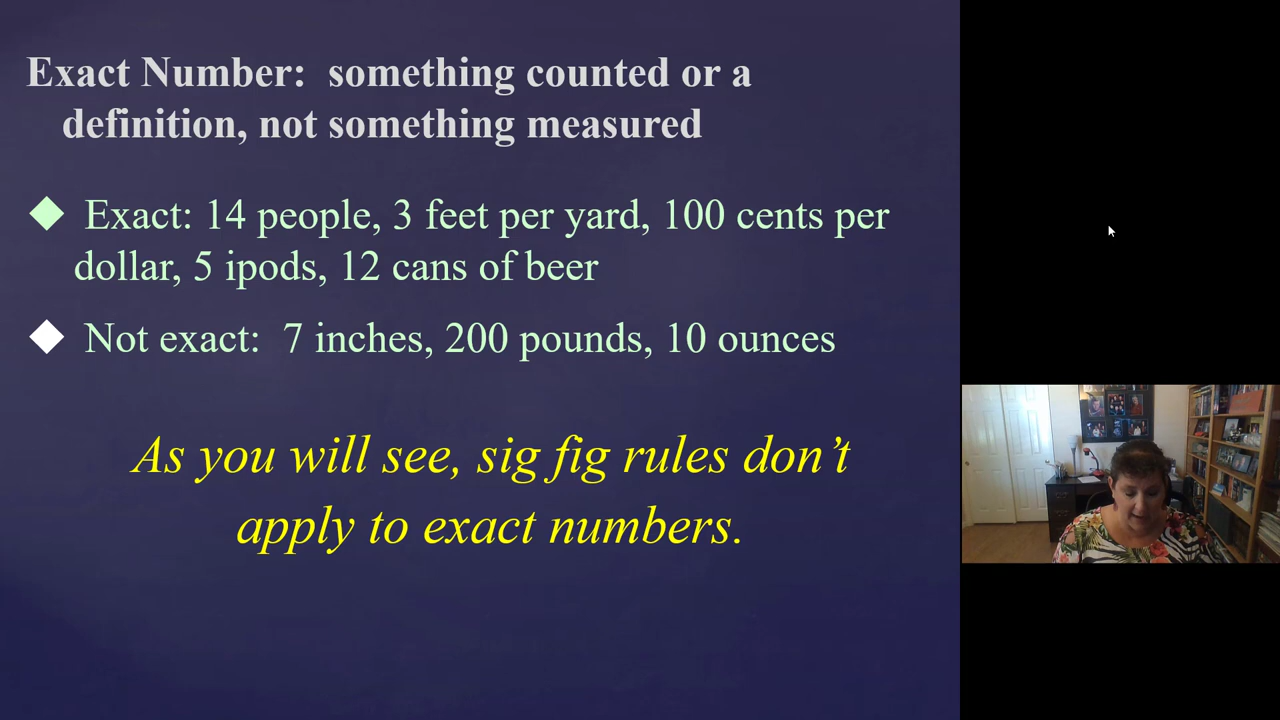 Exact Number: something counted or a
definition, not something measured
Exact: 14 people, 3 feet per yard, 100 cents per
dollar, 5 ipods, 12 cans of beer
Not exact: 7 inches, 200 pounds, 10 ounces
As you will see, sig fig rules don’t
apply to exact numbers.